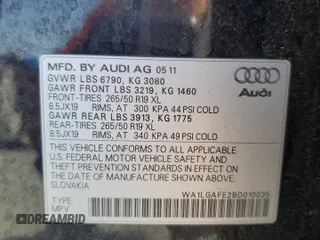 MFD. BY AUDI AG 05 11
GVWR LBS 6790, KG 3080
GAWR FRONT LBS 3219, KG 1460
FRONT-TIRES 265/50 R19 XL
8.5JX19 RIMS, AT 300 KPA 44 PSI COLD
GAWR REAR LBS 3913, KG 1775
REAR-TIRES 265/50 R19 XL
8.5JX19 RIMS, AT 340 KPA 49 PSI COLD
Audi
THIS VEHICLE CONFORMS TO ALL APPLICABLE
U.S. FEDERAL MOTOR VEHICLE SAFETY AND
THEFT PREVENTION STANDARDS IN EFFECT ON
THE DATE OF MANUFACTURE SHOWN ABOVE.
SLOVAKIA
WA1LGAFE2BD010035
TYPE:
MPV
DREAMBID